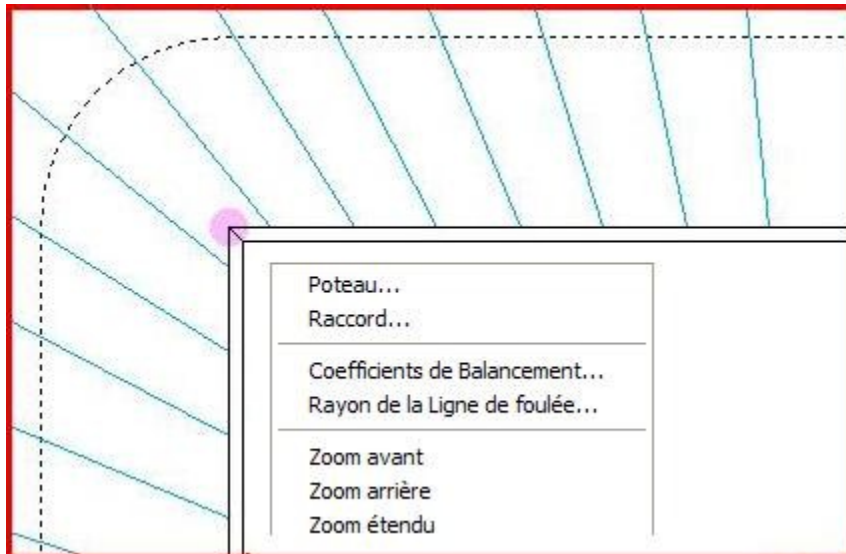 Poteau...
Raccord...
Coefficients de Balancement...
Rayon de la Ligne de foulée...
Zoom avant
Zoom arrière
Zoom étendu